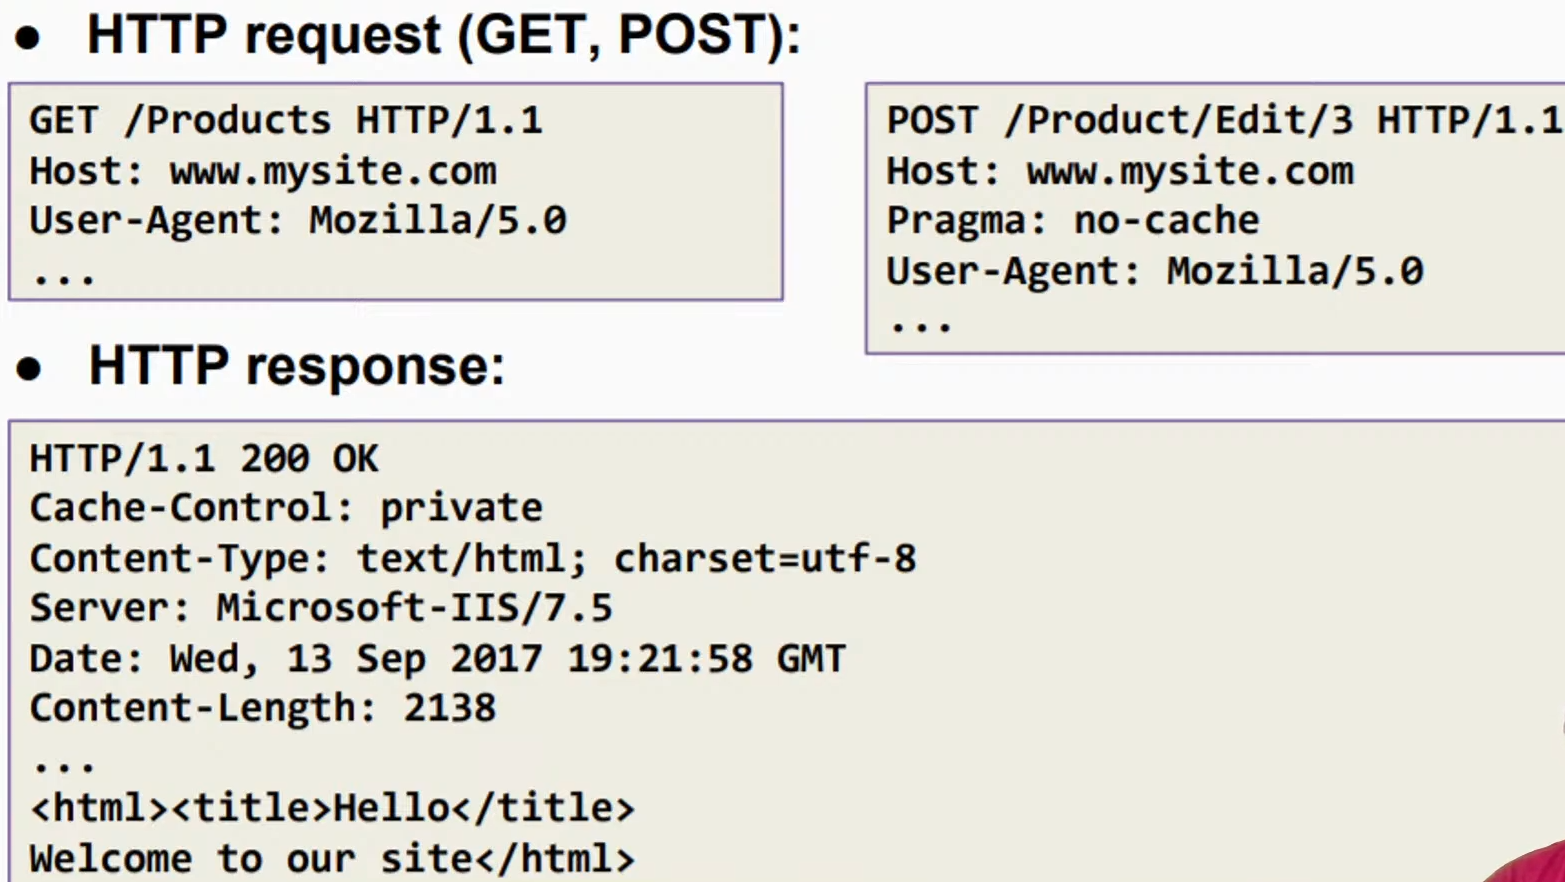 ● HTTP request (GET, POST):
GET /Products HTTP/1.1
Host: www.mysite.com
User-Agent: Mozilla/5.0
...
POST /Product/Edit/3 HTTP/1.1
Host: www.mysite.com
Pragma: no-cache
User-Agent: Mozilla/5.0
...
● HTTP response:
HTTP/1.1 200 OK
Cache-Control: private
Content-Type: text/html; charset=utf-8
Server: Microsoft-IIS/7.5
Date: Wed, 13 Sep 2017 19:21:58 GMT
Content-Length: 2138
...
<html><title>Hello</title>
Welcome to our site</html>